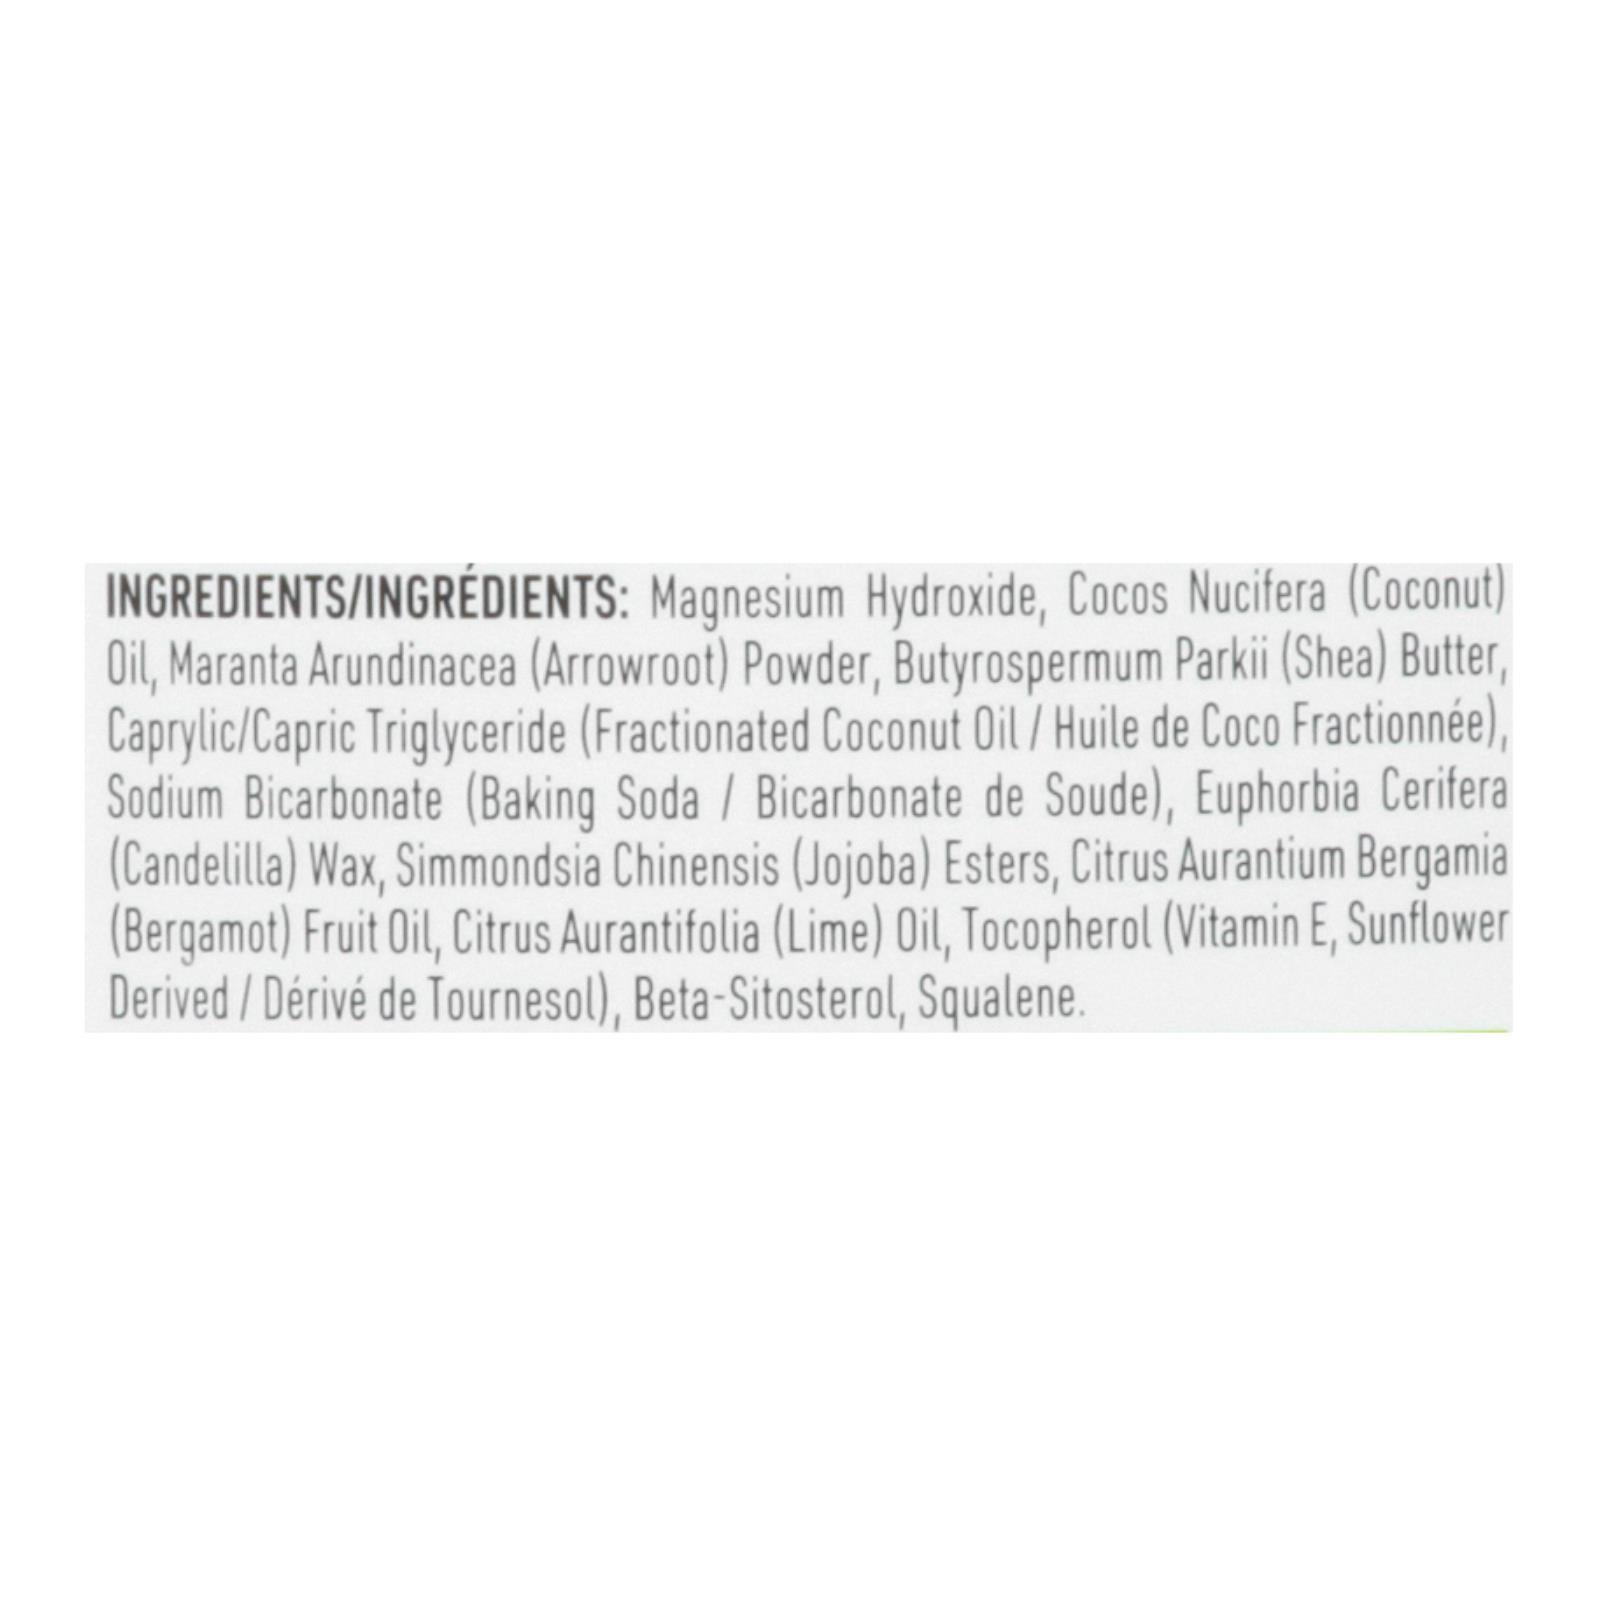 INGREDIENTS/INGRÉDIENTS: Magnesium Hydroxide, Cocos Nucifera (Coconut)
Oil, Maranta Arundinacea (Arrowroot) Powder, Butyrospermum Parkii (Shea) Butter,
Caprylic/Capric Triglyceride (Fractionated Coconut Oil / Huile de Coco Fractionnée),
Sodium Bicarbonate (Baking Soda / Bicarbonate de Soude), Euphorbia Cerifera
(Candelilla) Wax, Simmondsia Chinensis (Jojoba) Esters, Citrus Aurantium Bergamia
(Bergamot) Fruit Oil, Citrus Aurantifolia (Lime) Oil, Tocopherol (Vitamin E, Sunflower
Derived / Dérivé de Tournesol), Beta-Sitosterol, Squalene.